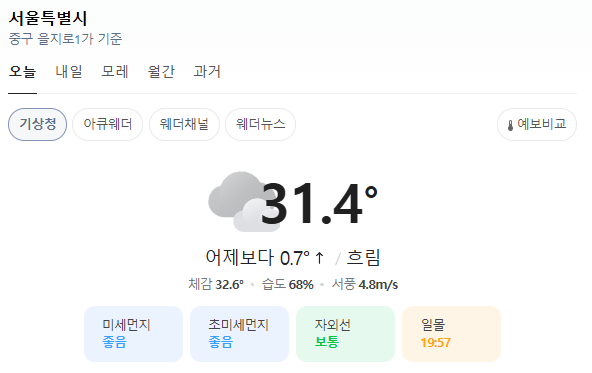 서울특별시
중구 을지로1가 기준
오늘 내일 모레 월간 과거
기상청 아큐웨더 웨더채널 웨더뉴스 예보비교
31.4°
어제보다 0.7° ↑ / 흐림
체감 32.6° • 습도 68% • 서풍 4.8m/s
미세먼지 초미세먼지 자외선 일몰
좋음 좋음 보통 19:57